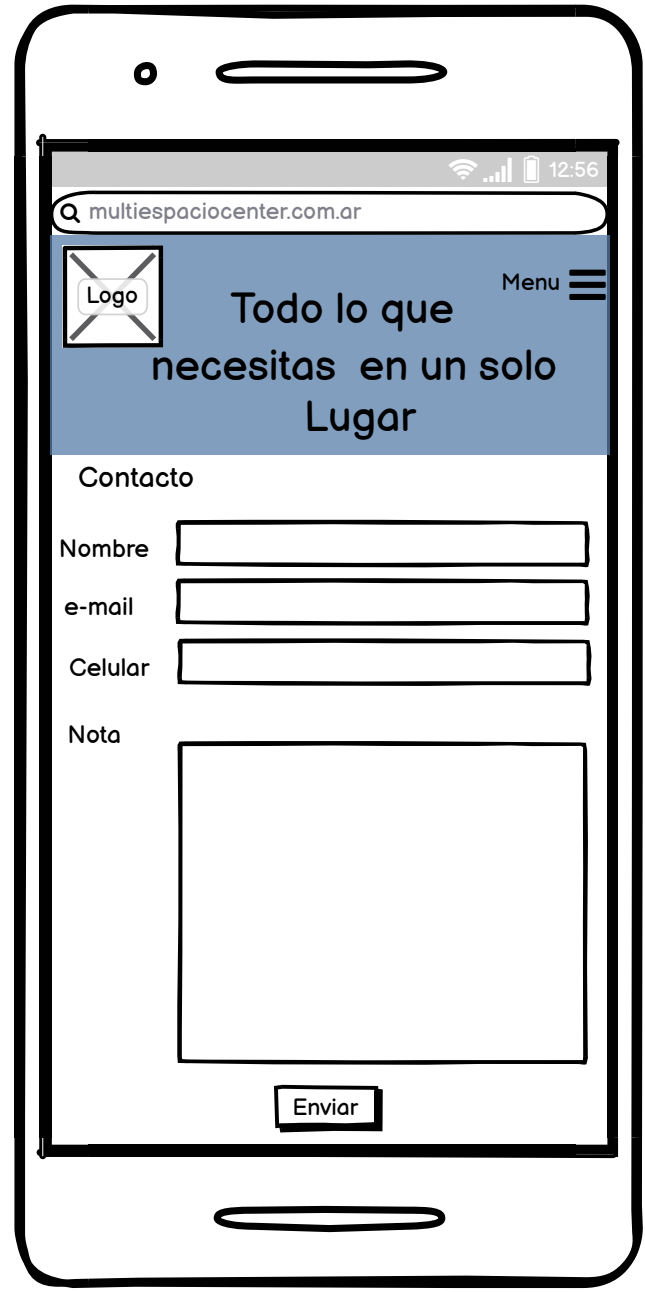 12:56
multiespaciocenter.com.ar
Logo
Menu
Todo lo que
necesitas en un solo
Lugar
Contacto
Nombre
e-mail
Celular
Nota
Enviar